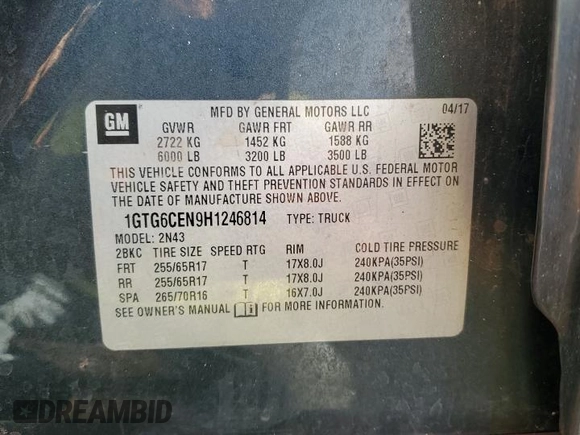 MFD BY GENERAL MOTORS LLC 04/17
GM
GVWR GAWR FRT GAWR RR
2722 KG 1452 KG 1588 KG
6000 LB 3200 LB 3500 LB
THIS VEHICLE CONFORMS TO ALL APPLICABLE U.S. FEDERAL MOTOR
VEHICLE SAFETY AND THEFT PREVENTION STANDARDS IN EFFECT ON
THE DATE OF MANUFACTURE SHOWN ABOVE.
1GTG6CEN9H1246814 TYPE: TRUCK
MODEL: 2N43
2BKC TIRE SIZE SPEED RTG RIM COLD TIRE PRESSURE
FRT 255/65R17 T 17X8.0J 240KPA(35PSI)
RR 255/65R17 T 17X8.0J 240KPA(35PSI)
SPA 265/70R16 T 16X7.0J 240KPA(35PSI)
SEE OWNER'S MANUAL FOR MORE INFORMATION.
DREAMBID